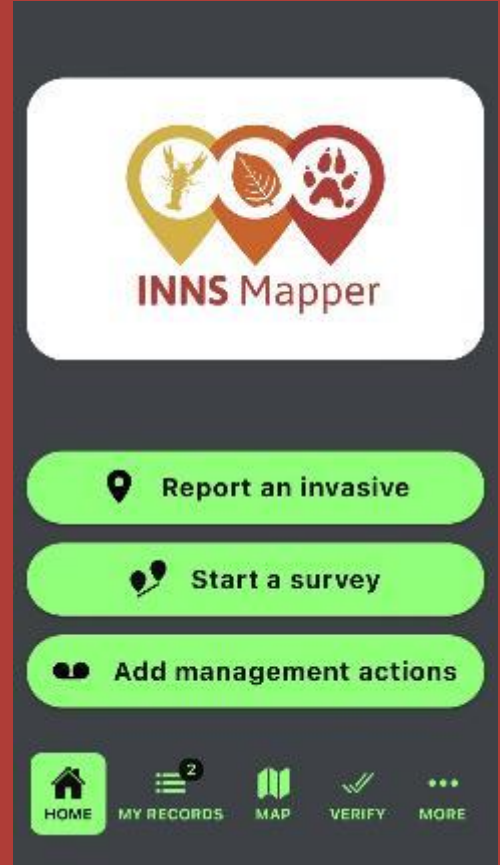 INNS Mapper
Report an invasive
Start a survey
Add management actions
2
HOME MY RECORDS MAP VERIFY MORE